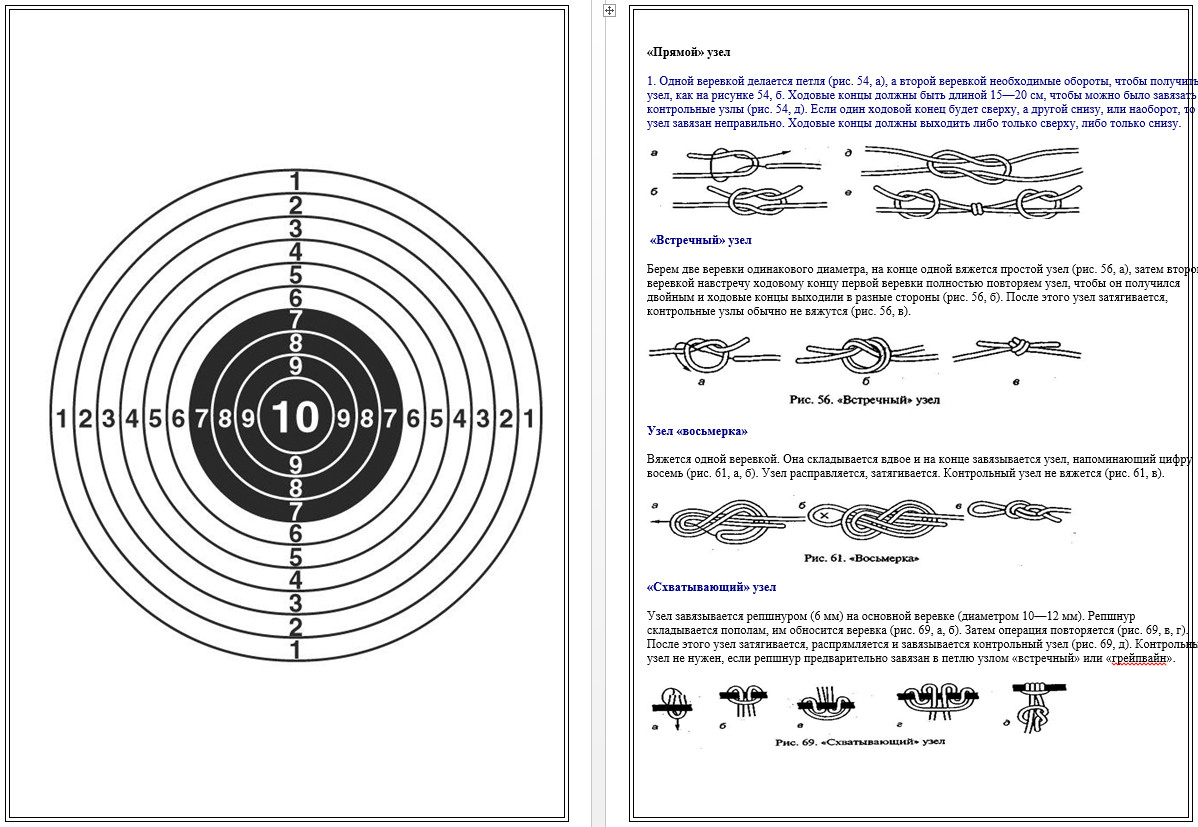 1
2
3
4
5
6
7
8
9
1 2 3 4 5 6 7 8 9 10 9 8 7 6 5 4 3 2 1
9
8
7
6
5
4
3
2
1
«Прямой» узел
1. Одной веревкой делается петля (рис. 54, а), а второй веревкой необходимые обороты, чтобы получить
узел, как на рисунке 54, б. Ходовые концы должны быть длиной 15—20 см, чтобы можно было завязать
контрольные узлы (рис. 54, д). Если один ходовой конец будет сверху, а другой снизу, или наоборот, то
узел завязан неправильно. Ходовые концы должны выходить либо только сверху, либо только снизу.
а д
б е
«Встречный» узел
Берем две веревки одинакового диаметра, на конце одной вяжется простой узел (рис. 56, а), затем второ
веревкой навстречу ходовому концу первой веревки полностью повторяем узел, чтобы он получился
двойным и ходовые концы выходили в разные стороны (рис. 56, б). После этого узел затягивается,
контрольные узлы обычно не вяжутся (рис. 56, в).
а б в
Рис. 56. «Встречный» узел
Узел «восьмерка»
Вяжется одной веревкой. Она складывается вдвое и на конце завязывается узел, напоминающий цифру
восемь (рис. 61, а, б). Узел расправляется, затягивается. Контрольный узел не вяжется (рис. 61, в).
а б в
Рис. 61. «Восьмерка»
«Схватывающий» узел
Узел завязывается репшнуром (6 мм) на основной веревке (диаметром 10—12 мм). Репшнур
складывается пополам, им обносится веревка (рис. 69, а, б). Затем операция повторяется (рис. 69, в, г).
После этого узел затягивается, распрямляется и завязывается контрольный узел (рис. 69, д). Контрольнь
узел не нужен, если репшнур предварительно завязан в петлю узлом «встречный» или «грейпвайн».
а б в г д
Рис. 69. «Схватывающий» узел